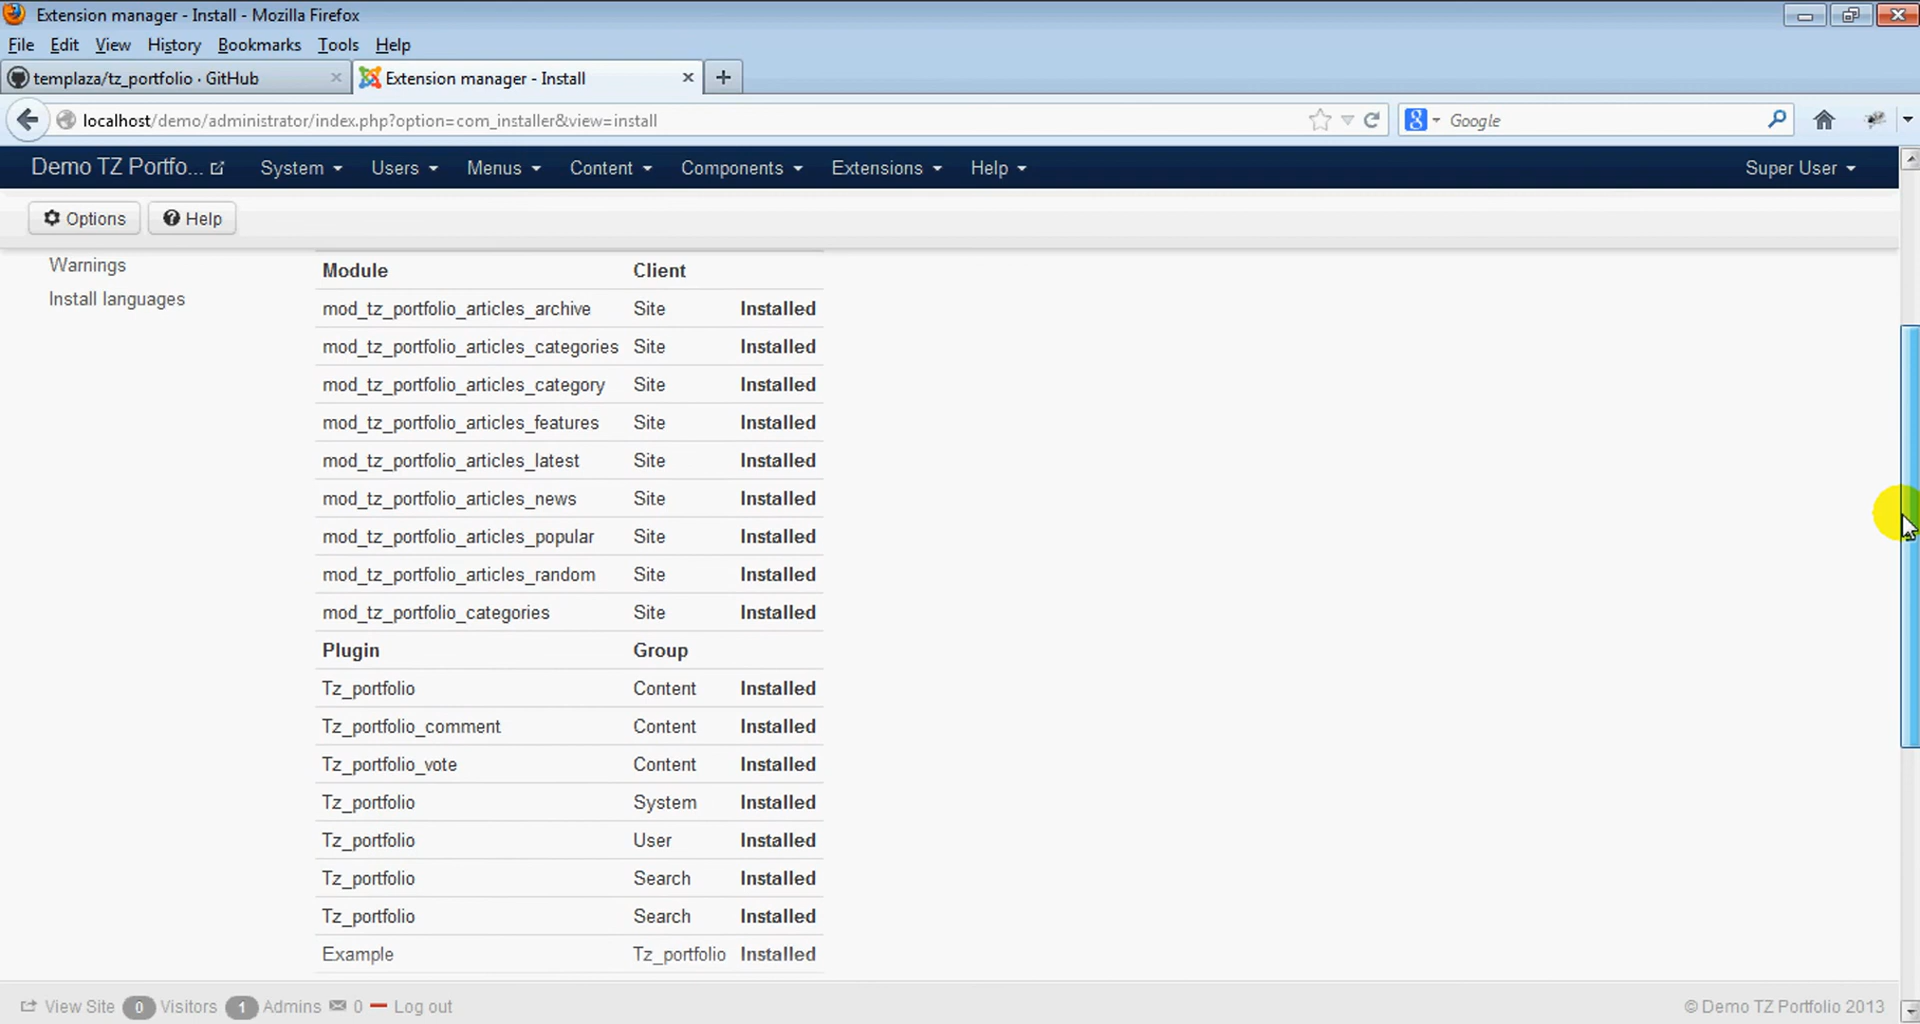 Extension manager - Install - Mozilla Firefox
File Edit View History Bookmarks Tools Help
templaza/tz_portfolio · GitHub × Extension manager - Install × +
localhost/demo/administrator/index.php?option=com_installer&view=install Google
Demo TZ Portfo... System Users Menus Content Components Extensions Help Super User
Options Help
Warnings
Install languages
Module Client
mod_tz_portfolio_articles_archive Site Installed
mod_tz_portfolio_articles_categories Site Installed
mod_tz_portfolio_articles_category Site Installed
mod_tz_portfolio_articles_features Site Installed
mod_tz_portfolio_articles_latest Site Installed
mod_tz_portfolio_articles_news Site Installed
mod_tz_portfolio_articles_popular Site Installed
mod_tz_portfolio_articles_random Site Installed
mod_tz_portfolio_categories Site Installed
Plugin Group
Tz_portfolio Content Installed
Tz_portfolio_comment Content Installed
Tz_portfolio_vote Content Installed
Tz_portfolio System Installed
Tz_portfolio User Installed
Tz_portfolio Search Installed
Tz_portfolio Search Installed
Example Tz_portfolio Installed
View Site 0 Visitors 1 Admins 0 Log out © Demo TZ Portfolio 2013